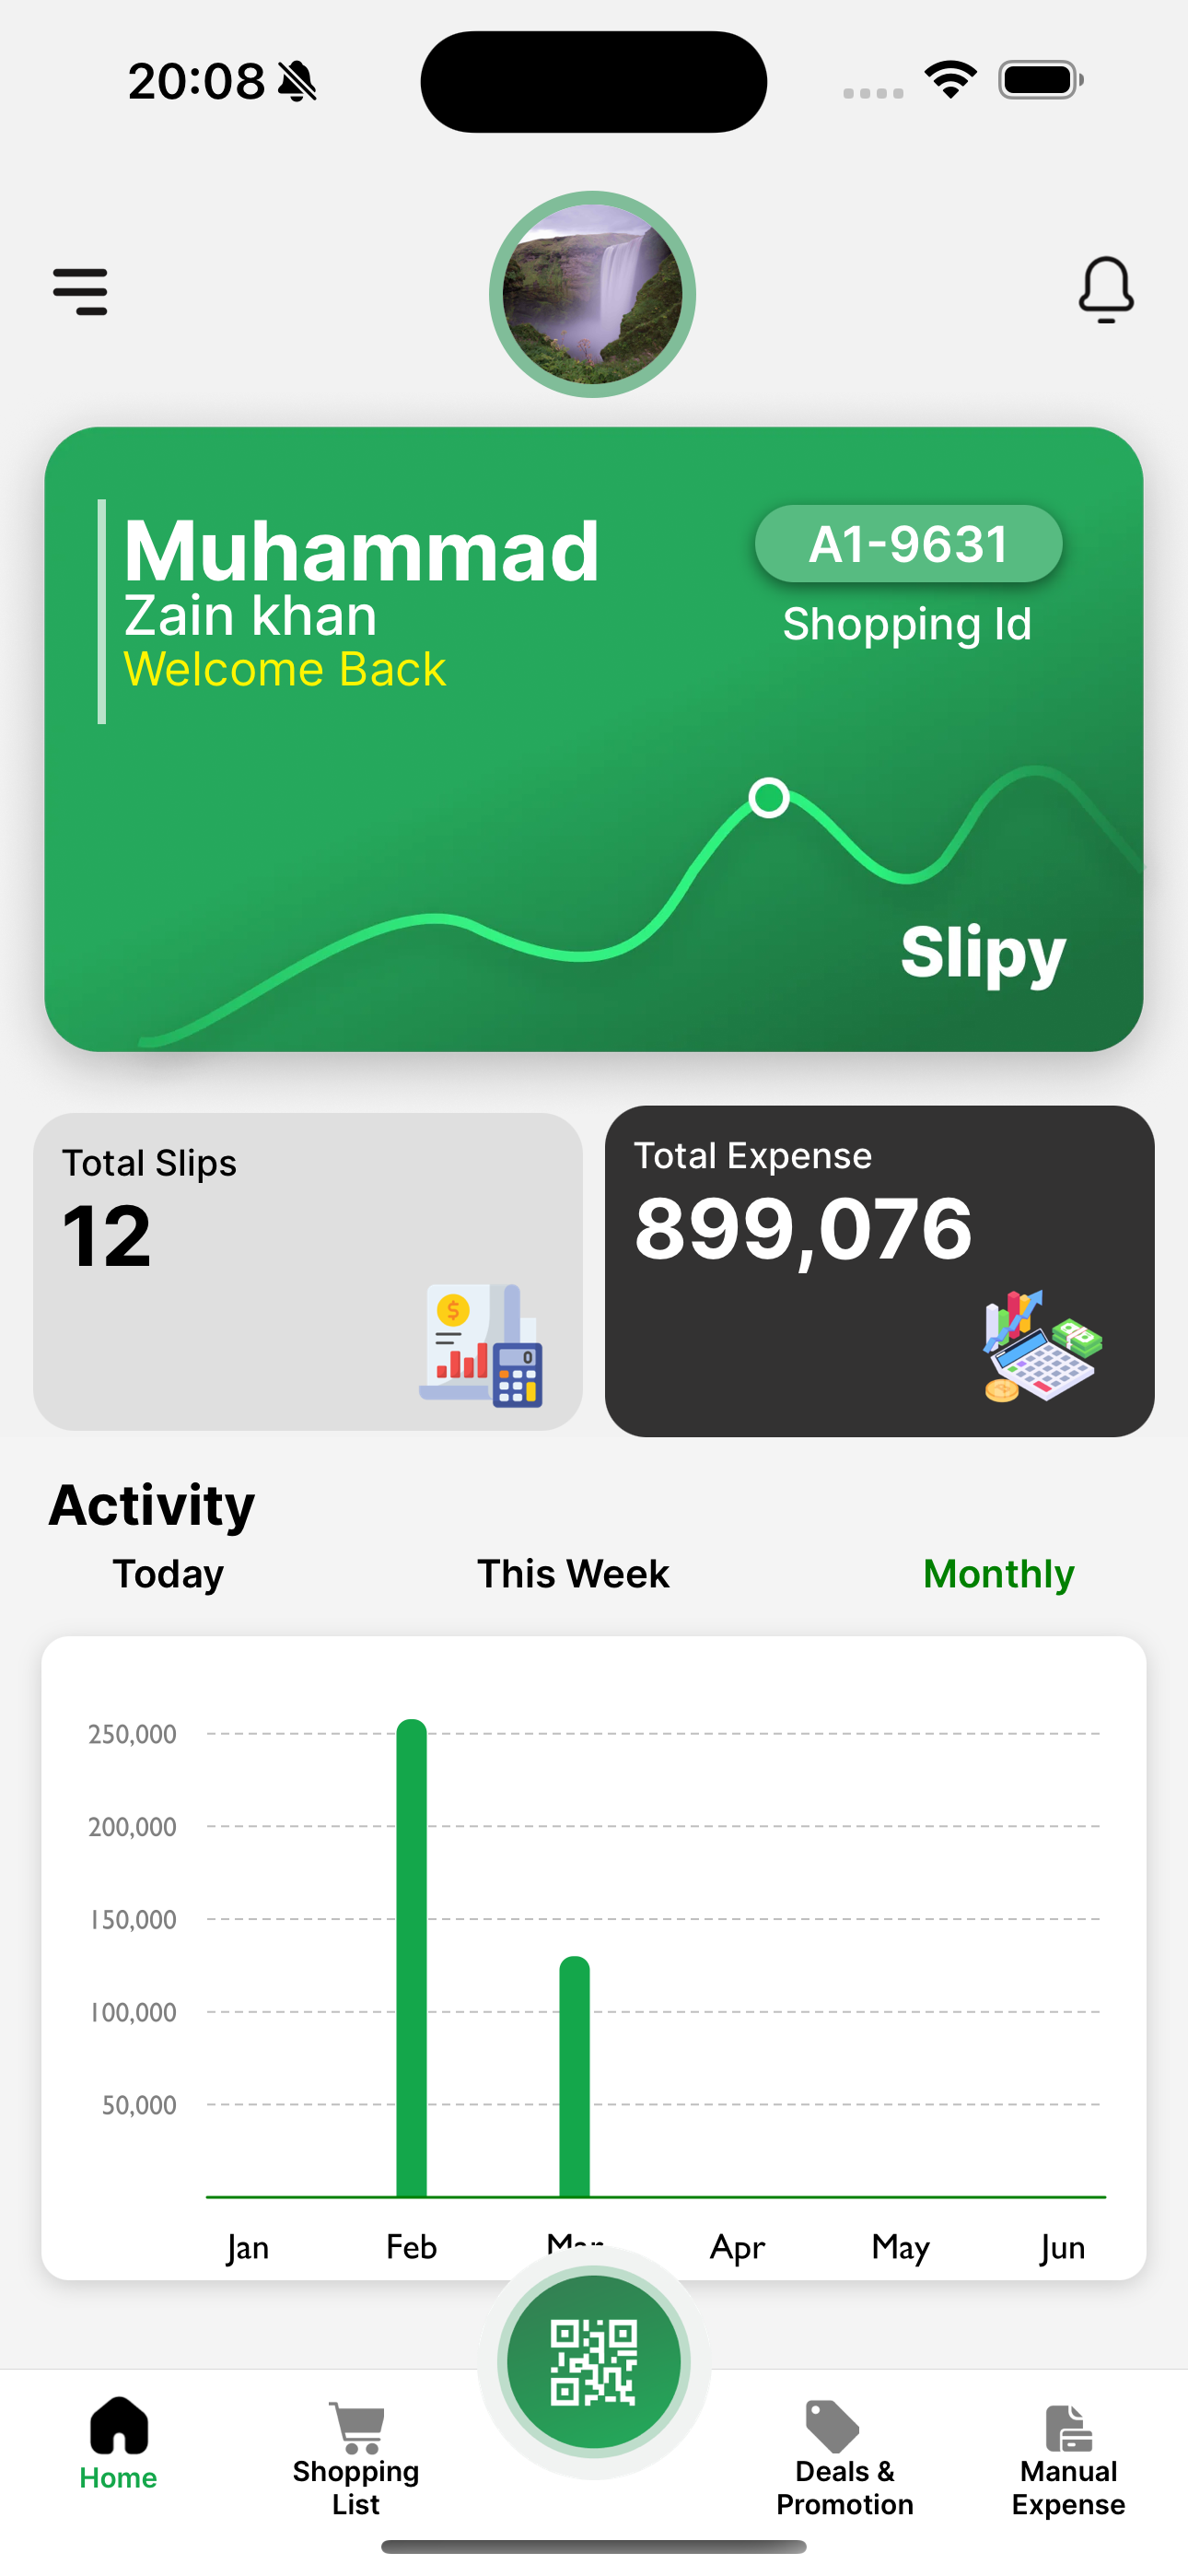 20:08
Muhammad
Zain khan
Welcome Back
A1-9631
Shopping Id
Slipy
Total Slips
12
Total Expense
899,076
Activity
Today
This Week
Monthly
250,000
200,000
150,000
100,000
50,000
Jan
Feb
Mar
Apr
May
Jun
Home
Shopping
List
Deals &
Promotion
Manual
Expense